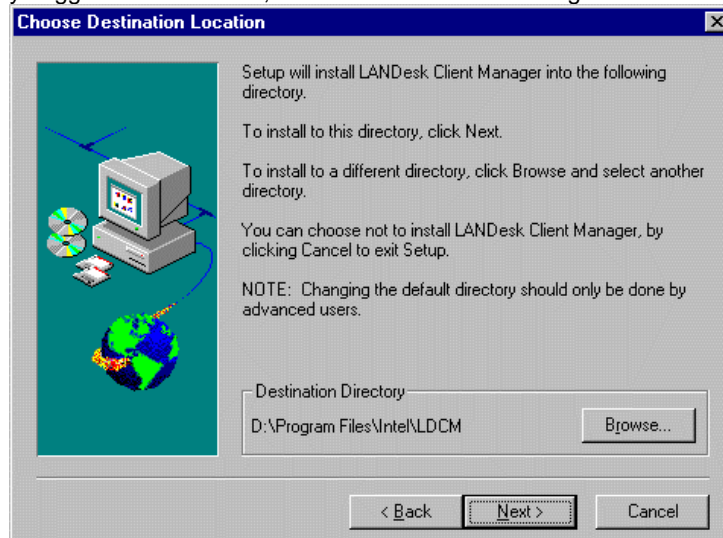 Choose Destination Location
Setup will install LANDesk Client Manager into the following
directory.
To install to this directory, click Next.
To install to a different directory, click Browse and select another
directory.
You can choose not to install LANDesk Client Manager, by
clicking Cancel to exit Setup.
NOTE: Changing the default directory should only be done by
advanced users.
Destination Directory
D:\Program Files\Intel\LDCM
Browse...
< Back
Next >
Cancel